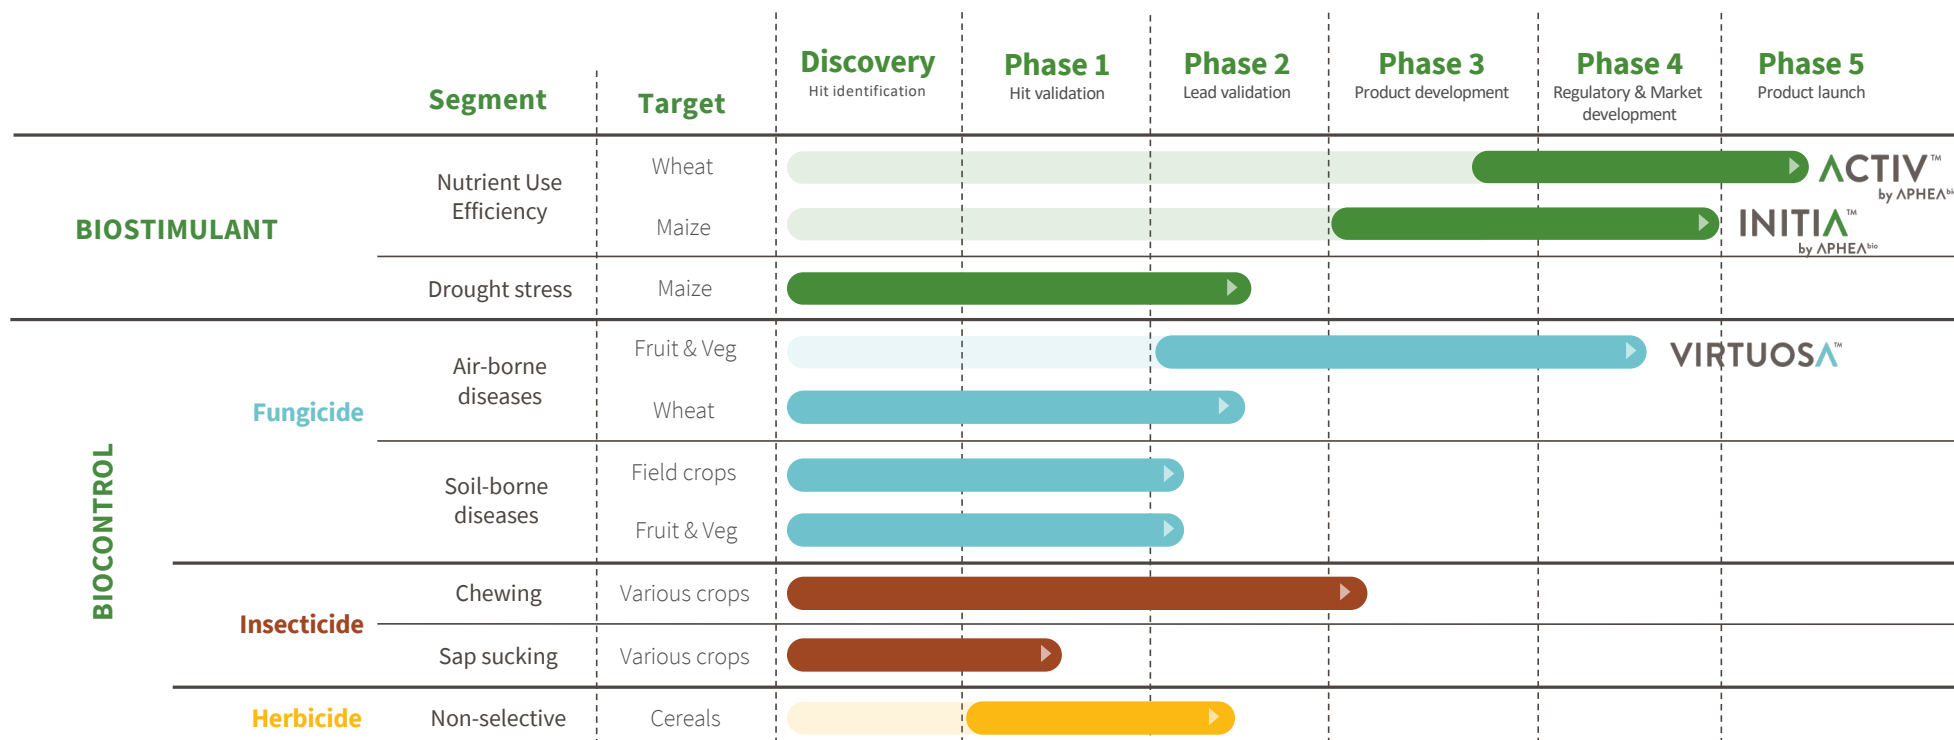 Segment
Target
Discovery
Hit identification
Phase 1
Hit validation
Phase 2
Lead validation
Phase 3
Product development
Phase 4
Regulatory & Market
development
Phase 5
Product launch
BIOSTIMULANT
Nutrient Use
Efficiency
Wheat
ACTIV™
by APHEA bio
Maize
INITIA™
by APHEA bio
Drought stress
Maize
BIOCONTROL
Fungicide
Air-borne
diseases
Fruit & Veg
VIRTUOSA™
Wheat
Soil-borne
diseases
Field crops
Fruit & Veg
Insecticide
Chewing
Various crops
Sap sucking
Various crops
Herbicide
Non-selective
Cereals